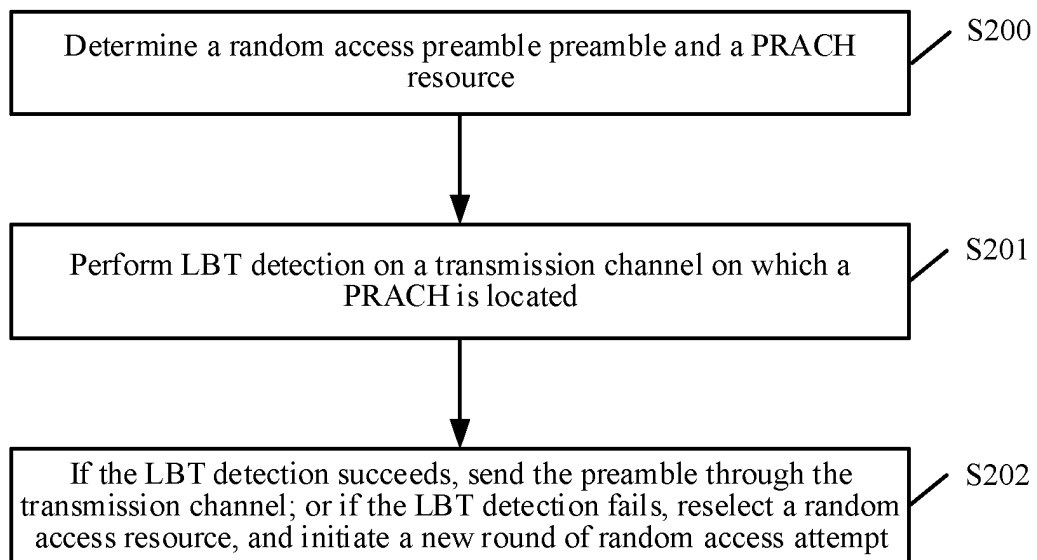 Determine a random access preamble preamble and a PRACH
resource
S200
Perform LBT detection on a transmission channel on which a
PRACH is located
S201
If the LBT detection succeeds, send the preamble through the
transmission channel; or if the LBT detection fails, reselect a random
access resource, and initiate a new round of random access attempt
S202